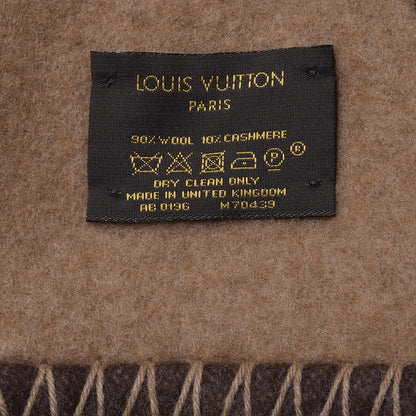 LOUIS VUITTON
PARIS
90% WOOL 10% CASHMERE
P ®
DRY CLEAN ONLY
MADE IN UNITED KINGDOM
AB 0196 M70439